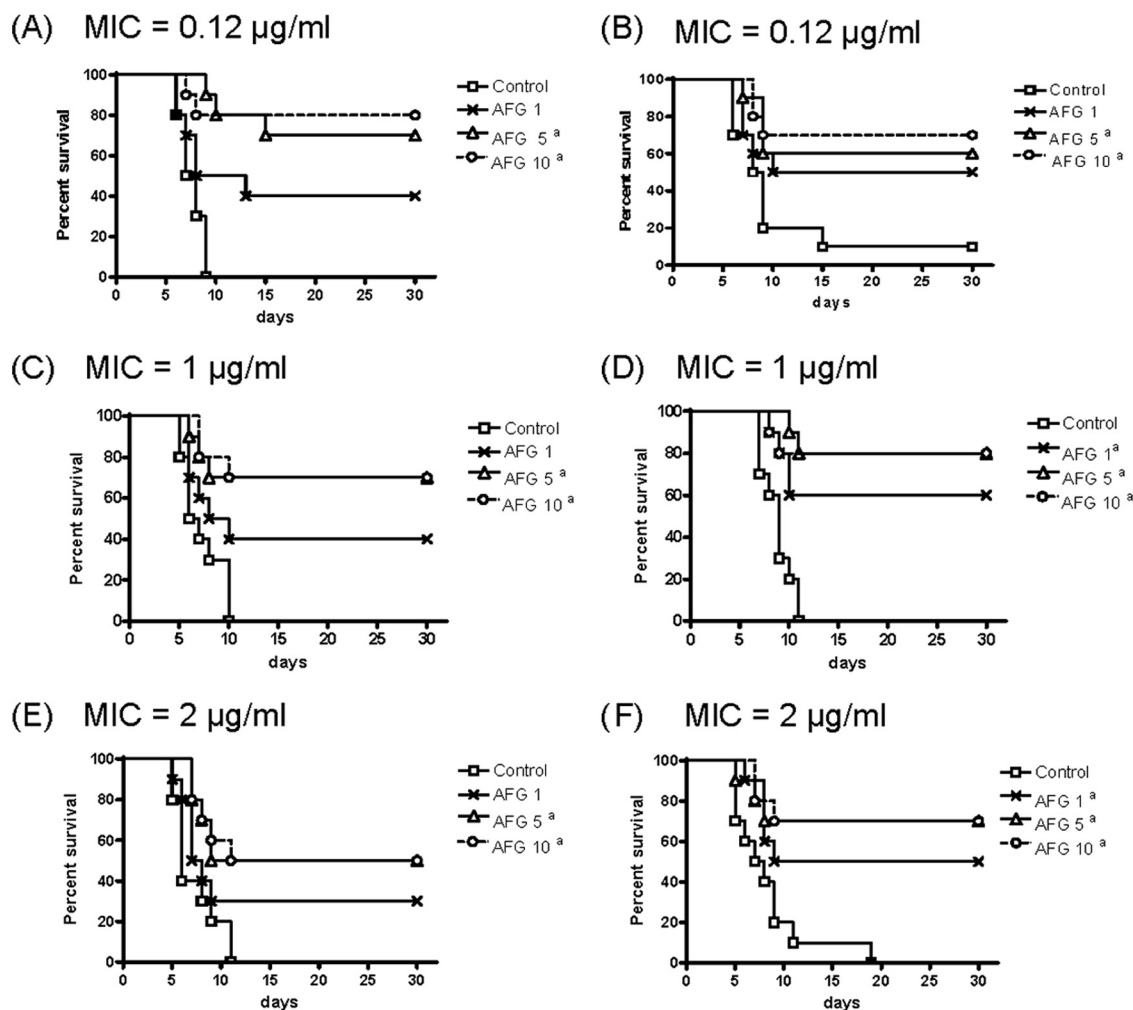 (A) MIC = 0.12 µg/ml
100
80
60
40
20
0
Percent survival
0 5 10 15 20 25 30
days
Control
AFG 1
AFG 5 a
AFG 10 a
(B) MIC = 0.12 µg/ml
100
80
60
40
20
0
Percent survival
0 5 10 15 20 25 30
days
Control
AFG 1
AFG 5 a
AFG 10 a
(C) MIC = 1 µg/ml
100
80
60
40
20
0
Percent survival
0 5 10 15 20 25 30
days
Control
AFG 1
AFG 5 a
AFG 10 a
(D) MIC = 1 µg/ml
100
80
60
40
20
0
Percent survival
0 5 10 15 20 25 30
days
Control
AFG 1 a
AFG 5 a
AFG 10 a
(E) MIC = 2 µg/ml
100
80
60
40
20
0
Percent survival
0 5 10 15 20 25 30
days
Control
AFG 1
AFG 5 a
AFG 10 a
(F) MIC = 2 µg/ml
100
80
60
40
20
0
Percent survival
0 5 10 15 20 25 30
days
Control
AFG 1 a
AFG 5 a
AFG 10 a